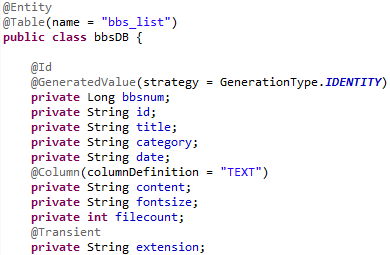 @Entity
@Table(name = "bbs_list")
public class bbsDB {
@Id
@GeneratedValue(strategy = GenerationType.IDENTITY)
private Long bbsnum;
private String id;
private String title;
private String category;
private String date;
@Column(columnDefinition = "TEXT")
private String content;
private String fontsize;
private int filecount;
@Transient
private String extension;